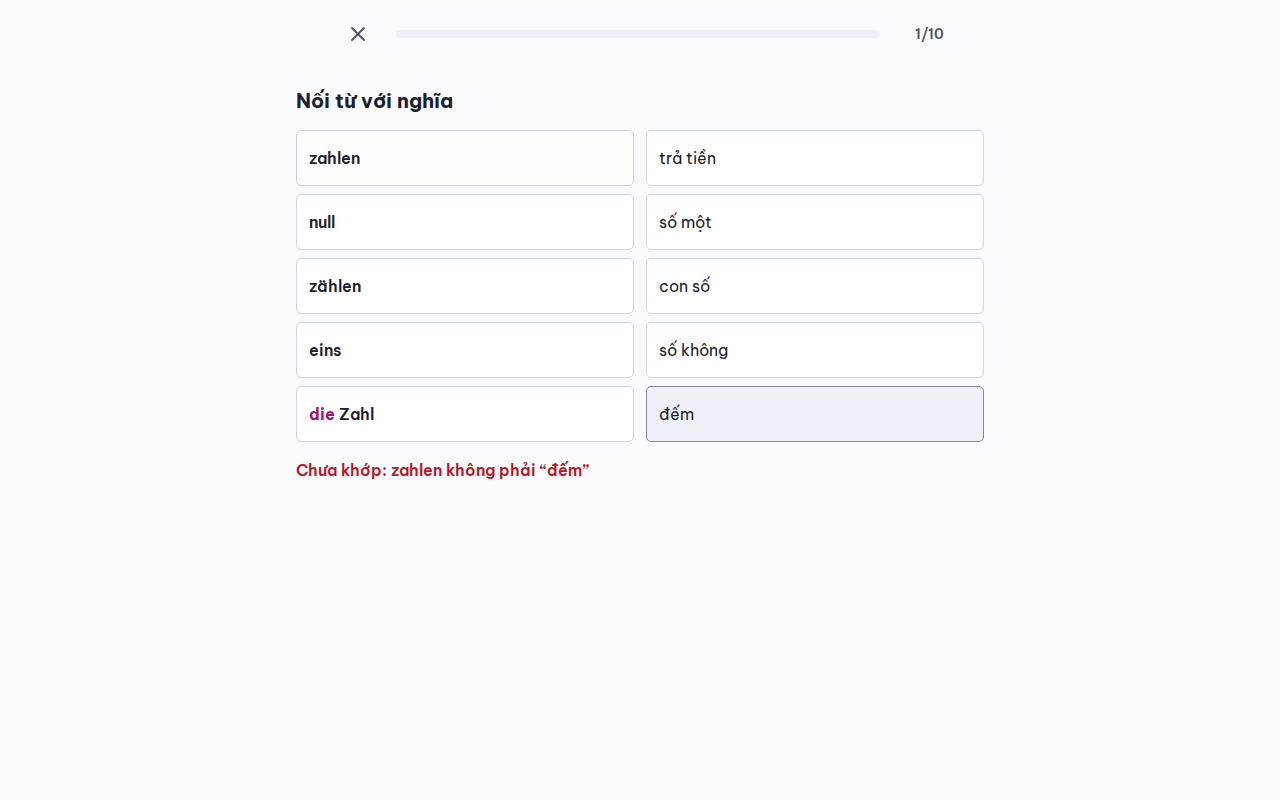 1/10
Nối từ với nghĩa
zahlen
trả tiền
null
số một
zählen
con số
eins
số không
die Zahl
đếm
Chưa khớp: zahlen không phải “đếm”